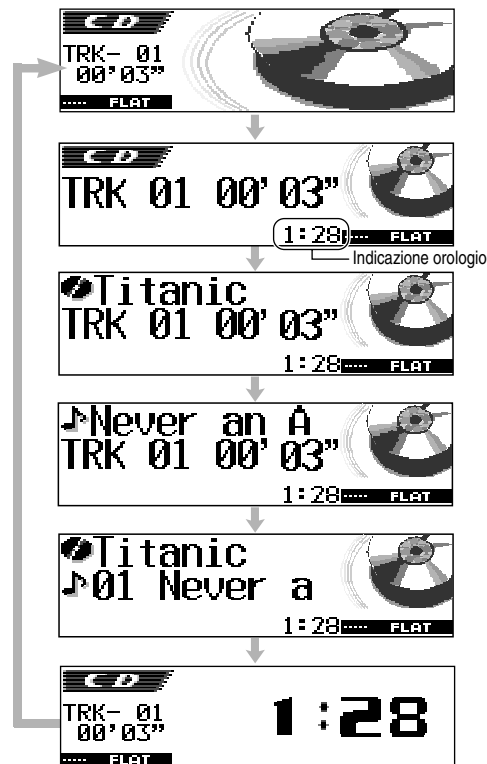 CD
TRK- 01
00'03"
FLAT
CD
TRK 01 00'03"
1:28 FLAT
Indicazione orologio
Titanic
TRK 01 00'03"
1:28 FLAT
♪Never an A
TRK 01 00'03"
1:28 FLAT
Titanic
♪01 Never a
1:28 FLAT
CD
TRK- 01
00'03"
1:28
FLAT